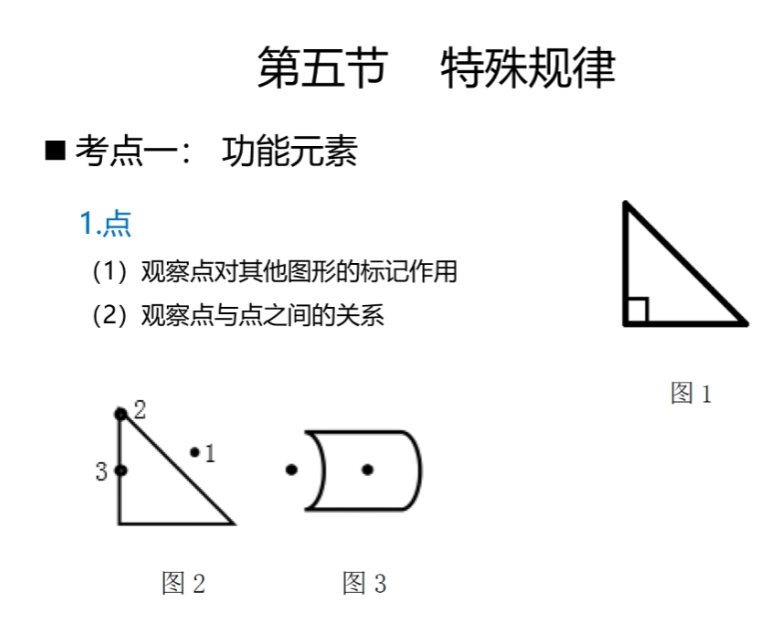 第五节 特殊规律
■ 考点一： 功能元素
1.点
（1）观察点对其他图形的标记作用
（2）观察点与点之间的关系
图 1
2
1
3
图 2
图 3